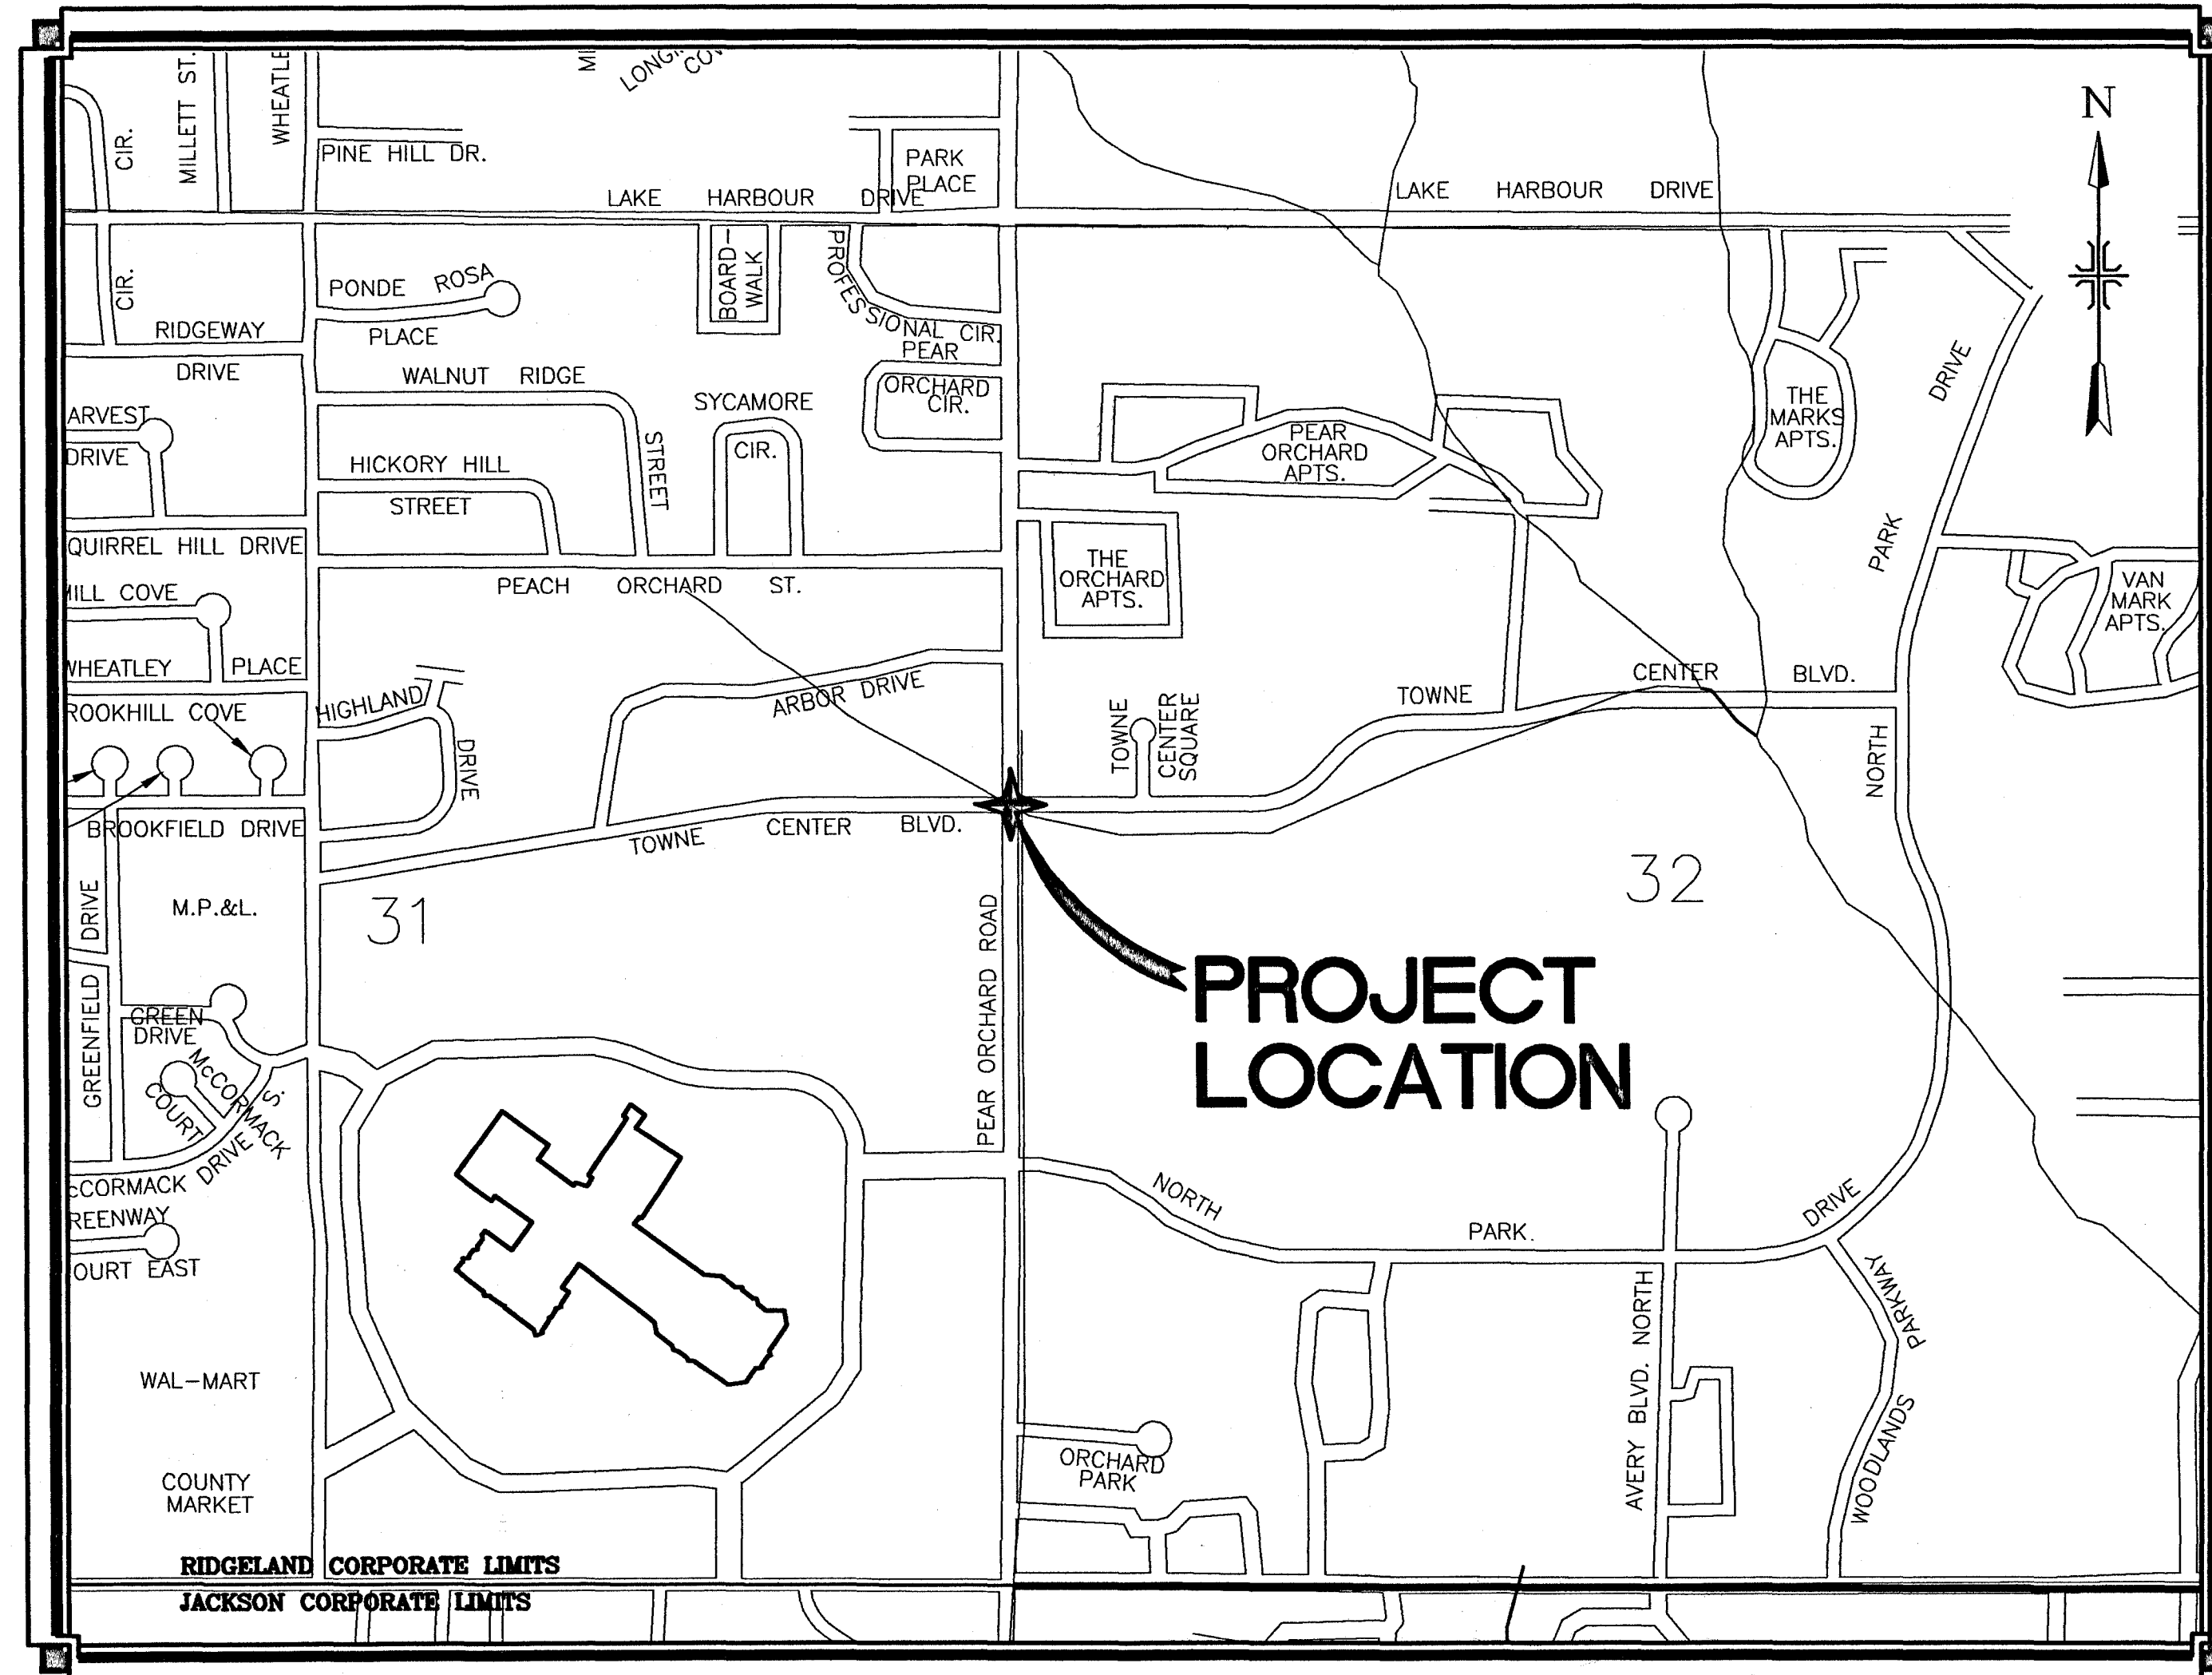 MILLETT ST.
CIR.
PINE HILL DR.
PARK
PLACE
N
LAKE HARBOUR DRIVE
LAKE HARBOUR DRIVE
CIR.
PONDE ROSA
PLACE
BOARD-
WALK
PROFESSIONAL CIR.
RIDGEWAY
DRIVE
PEAR
ORCHARD
CIR.
WALNUT RIDGE
STREET
SYCAMORE
CIR.
ARVEST
DRIVE
HICKORY HILL
STREET
PEAR
ORCHARD
APTS.
THE
MARKS
APTS.
NORTH PARK DRIVE
QUIRREL HILL DRIVE
PEACH ORCHARD ST.
THE
ORCHARD
APTS.
VAN
MARK
APTS.
HILL COVE
WHEATLEY PLACE
HIGHLAND
DRIVE
ARBOR DRIVE
TOWNE
CENTER
SQUARE
TOWNE CENTER BLVD.
ROOKHILL COVE
BROOKFIELD DRIVE
TOWNE CENTER BLVD.
M.P.&L.
31
32
PEAR ORCHARD ROAD
PROJECT
LOCATION
GREENFIELD DRIVE
GREEN
DRIVE
McCORMACK
COURT
S.
DRIVE
cCORMACK
REENWAY
OURT EAST
NORTH PARK. DRIVE
WOODLANDS PARKWAY
AVERY BLVD. NORTH
WAL-MART
COUNTY
MARKET
ORCHARD
PARK
RIDGELAND CORPORATE LIMITS
JACKSON CORPORATE LIMITS